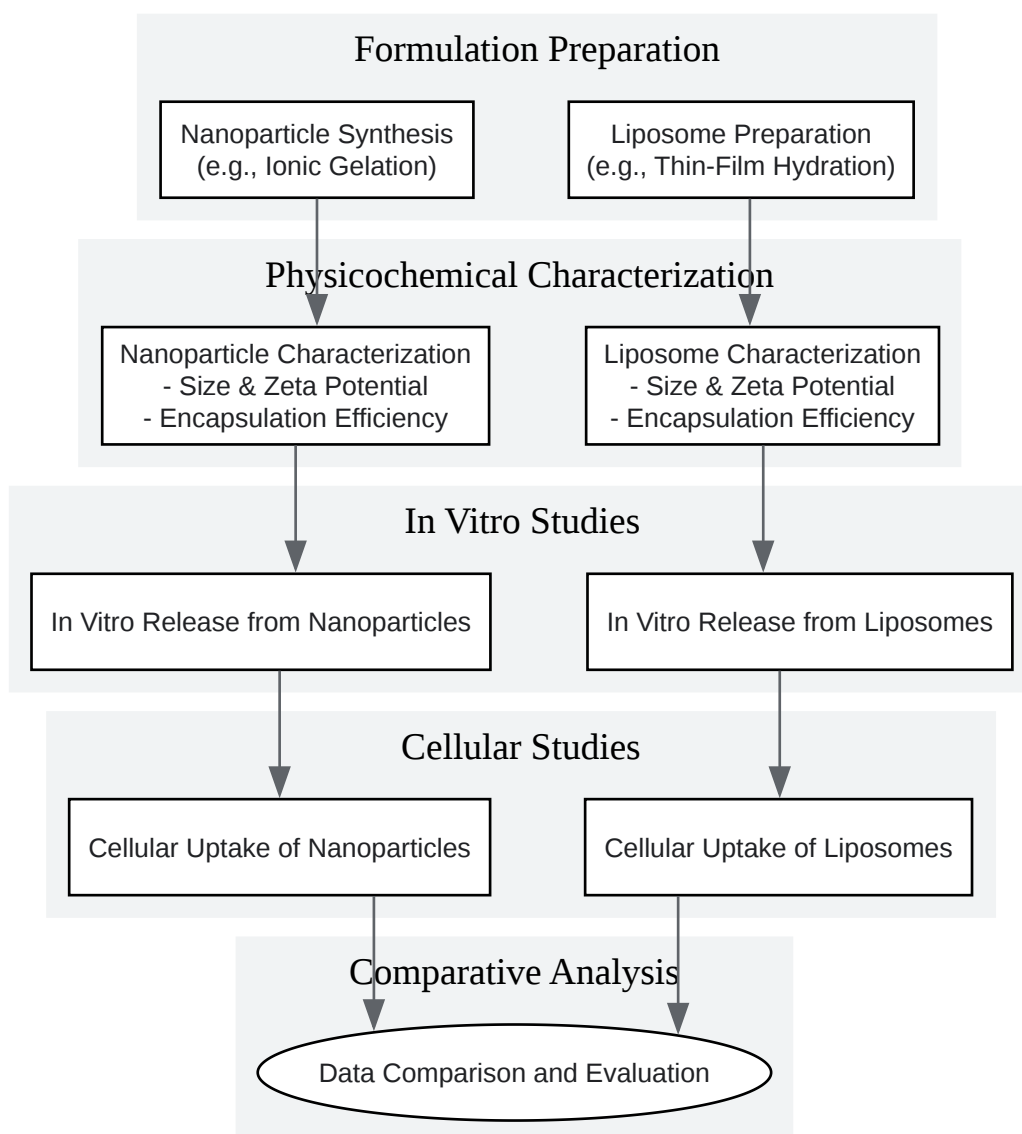 Formulation Preparation
Nanoparticle Synthesis
(e.g., Ionic Gelation)
Liposome Preparation
(e.g., Thin-Film Hydration)
Physicochemical Characterization
Nanoparticle Characterization
- Size & Zeta Potential
- Encapsulation Efficiency
Liposome Characterization
- Size & Zeta Potential
- Encapsulation Efficiency
In Vitro Studies
In Vitro Release from Nanoparticles
In Vitro Release from Liposomes
Cellular Studies
Cellular Uptake of Nanoparticles
Cellular Uptake of Liposomes
Comparative Analysis
Data Comparison and Evaluation